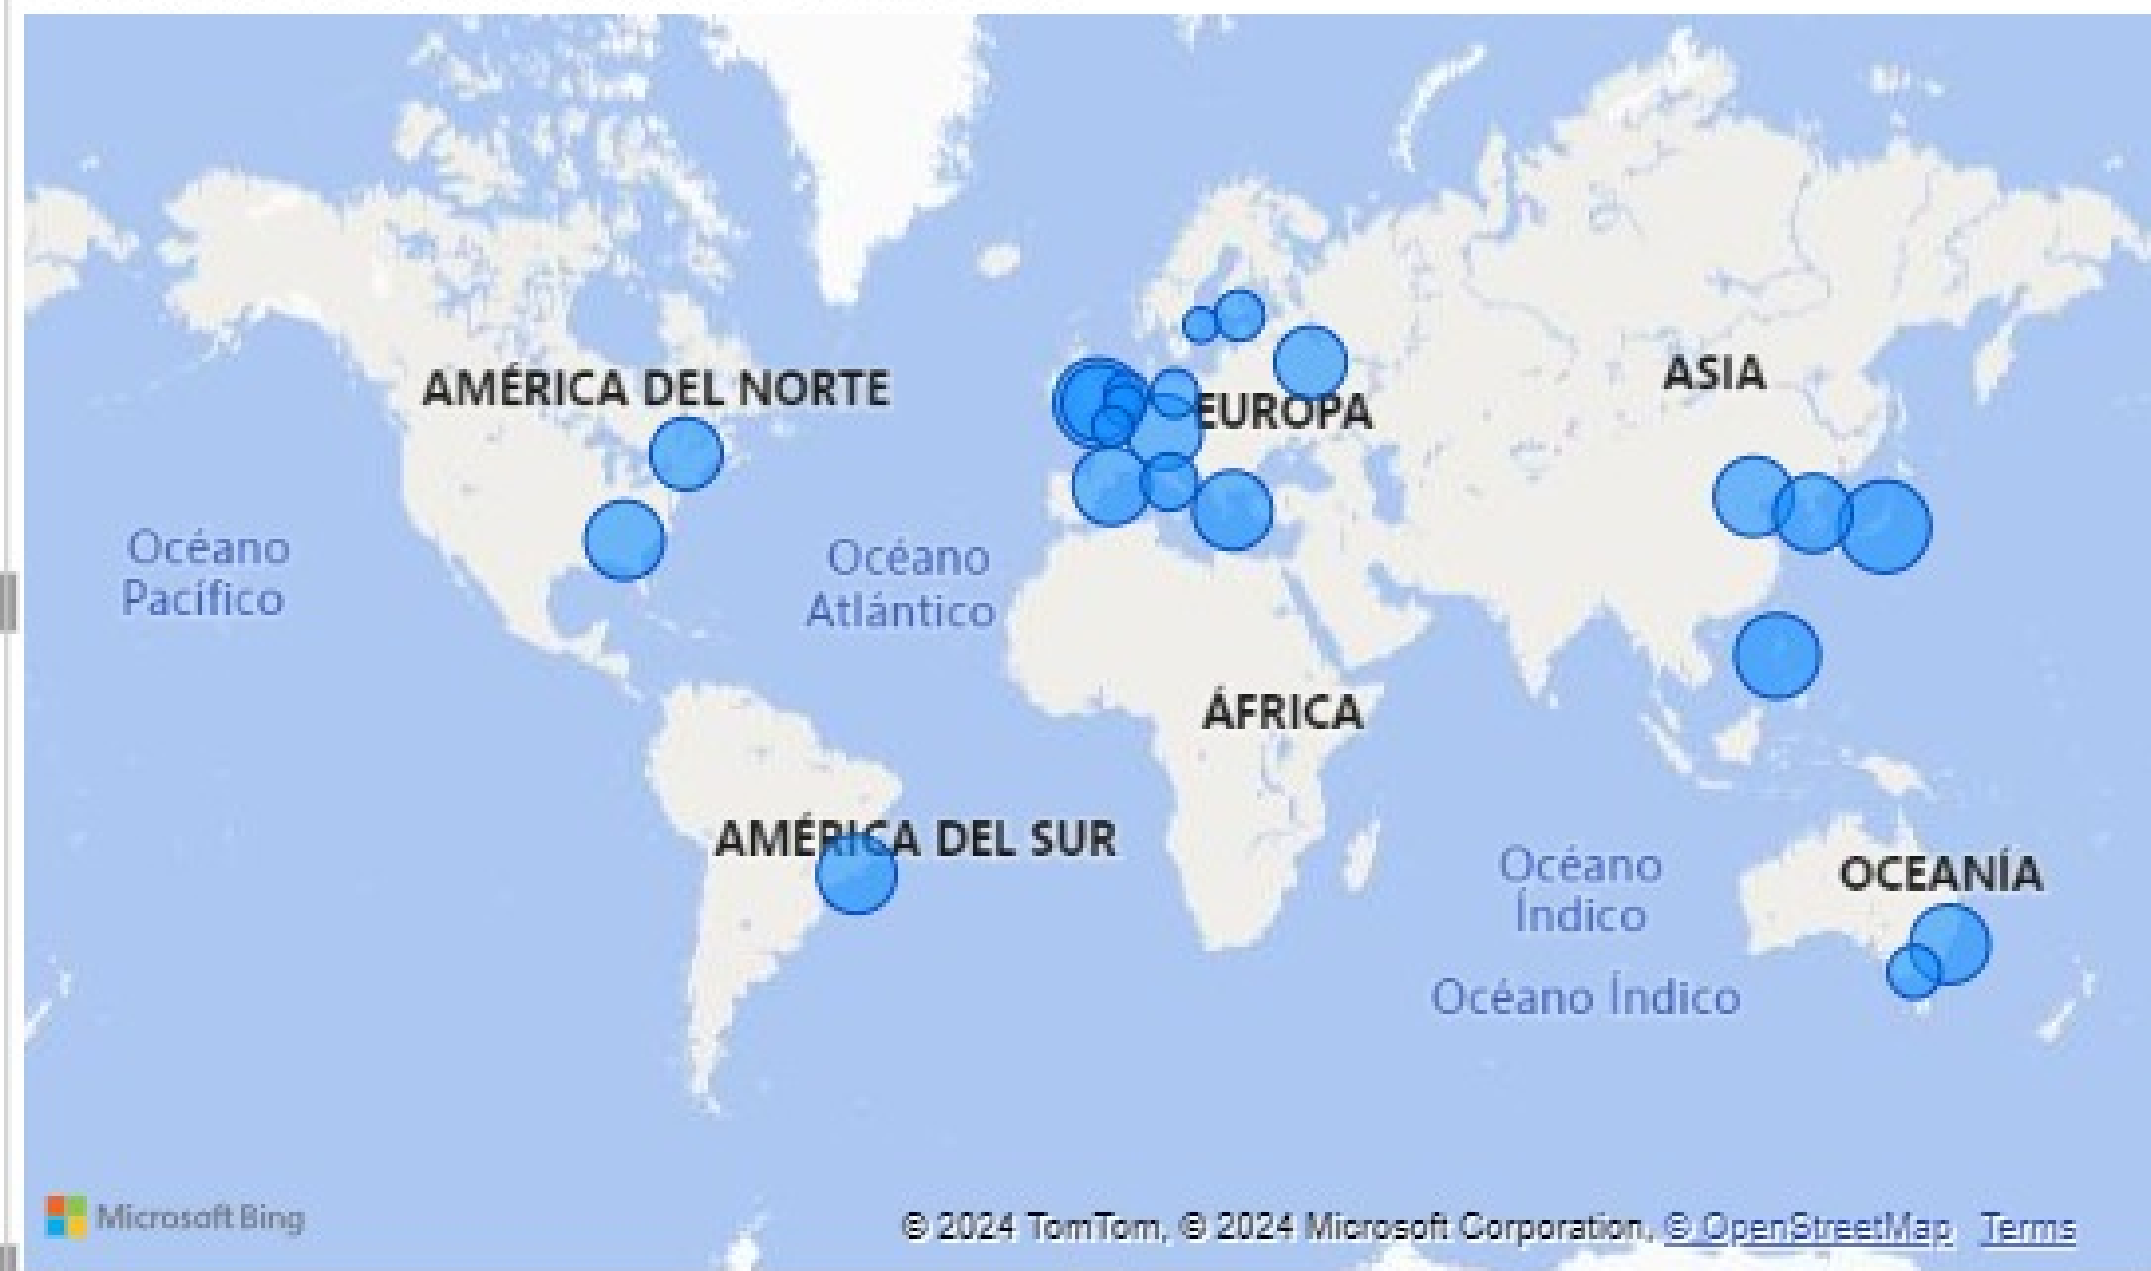 AMÉRICA DEL NORTE
EUROPA
ASIA
Océano
Pacífico
Océano
Atlántico
ÁFRICA
AMÉRICA DEL SUR
Océano
Índico
OCEANÍA
Océano Índico
Microsoft Bing
© 2024 TomTom, © 2024 Microsoft Corporation, © OpenStreetMap Terms